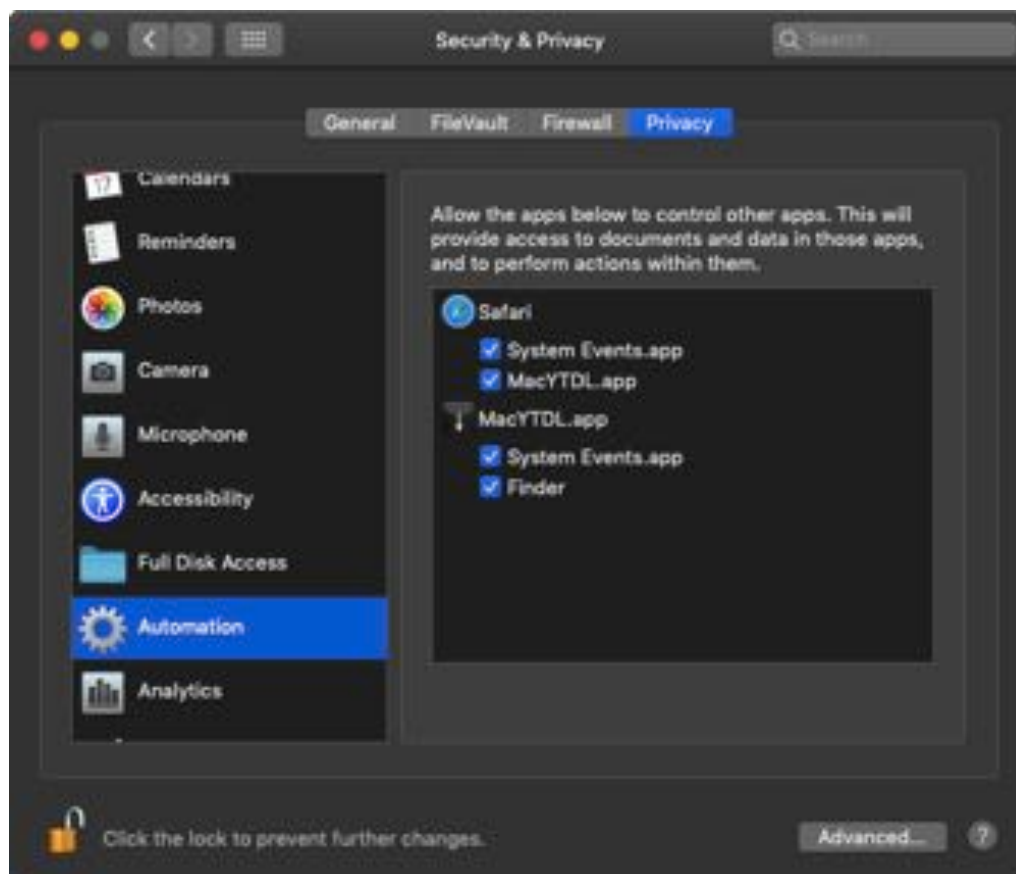 Security & Privacy
Search
General FileVault Firewall Privacy
17
Calendars
Reminders
Photos
Camera
Microphone
Accessibility
Full Disk Access
Automation
Analytics
Allow the apps below to control other apps. This will
provide access to documents and data in those apps,
and to perform actions within them.
Safari
System Events.app
MacYTDL.app
MacYTDL.app
System Events.app
Finder
Click the lock to prevent further changes.
Advanced...
?